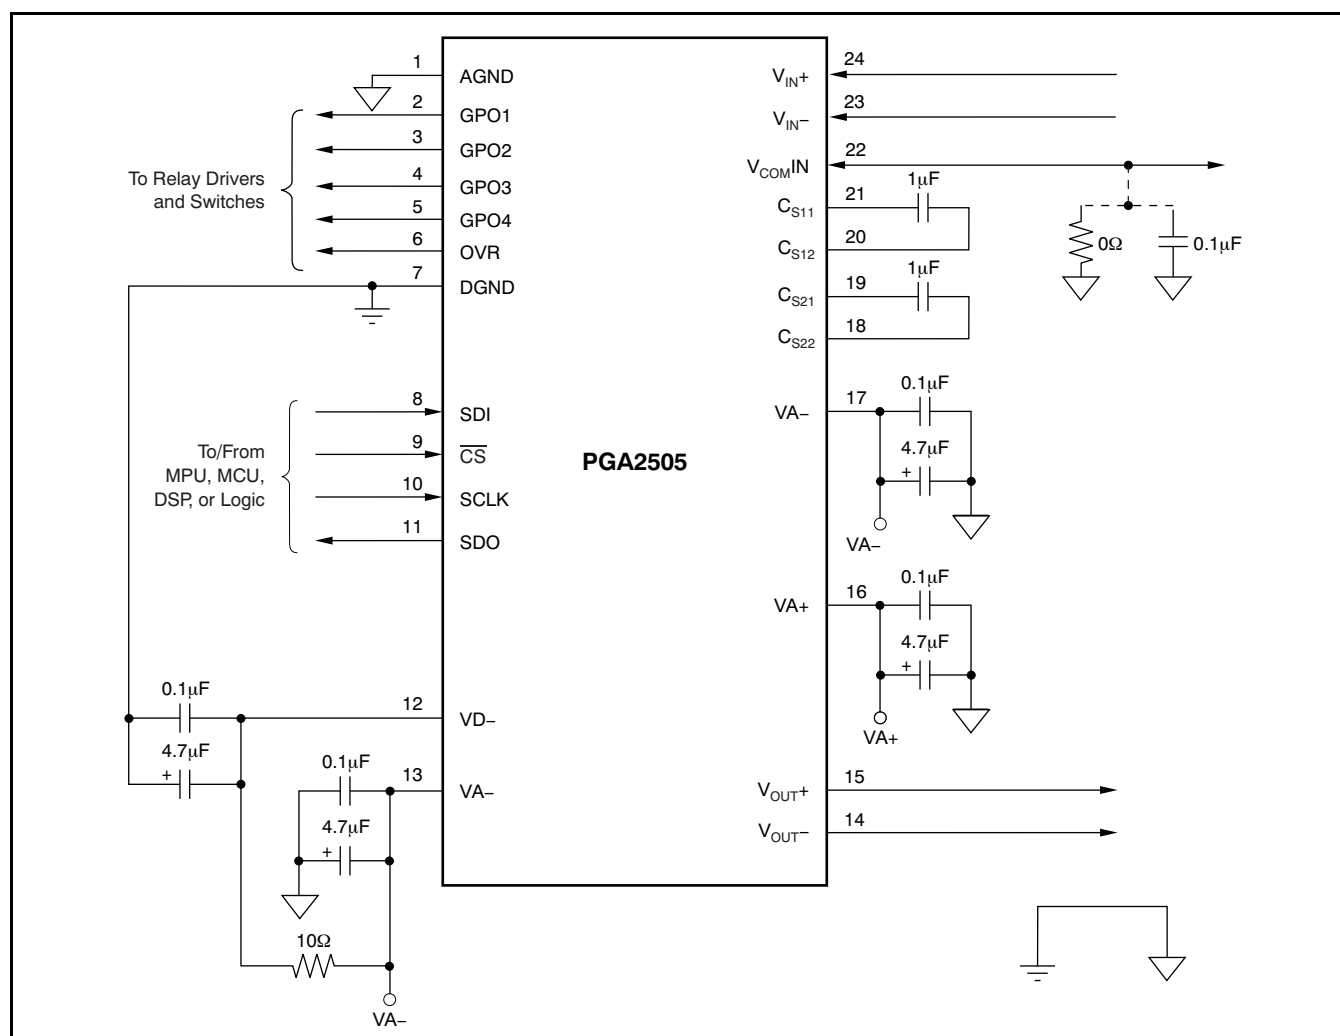 1
AGND
2
GPO1
3
GPO2
4
GPO3
5
GPO4
6
OVR
7
DGND
To Relay Drivers
and Switches
8
SDI
9
CS
10
SCLK
11
SDO
To/From
MPU, MCU,
DSP, or Logic
0.1μF
12
VD–
4.7μF
+
0.1μF
13
VA–
4.7μF
+
10Ω
VA–
PGA2505
24
VIN+
23
VIN–
22
VCOMIN
1μF
21
CS11
20
CS12
0Ω
0.1μF
1μF
19
CS21
18
CS22
0.1μF
17
VA–
4.7μF
+
VA–
0.1μF
16
VA+
4.7μF
+
VA+
15
VOUT+
14
VOUT–